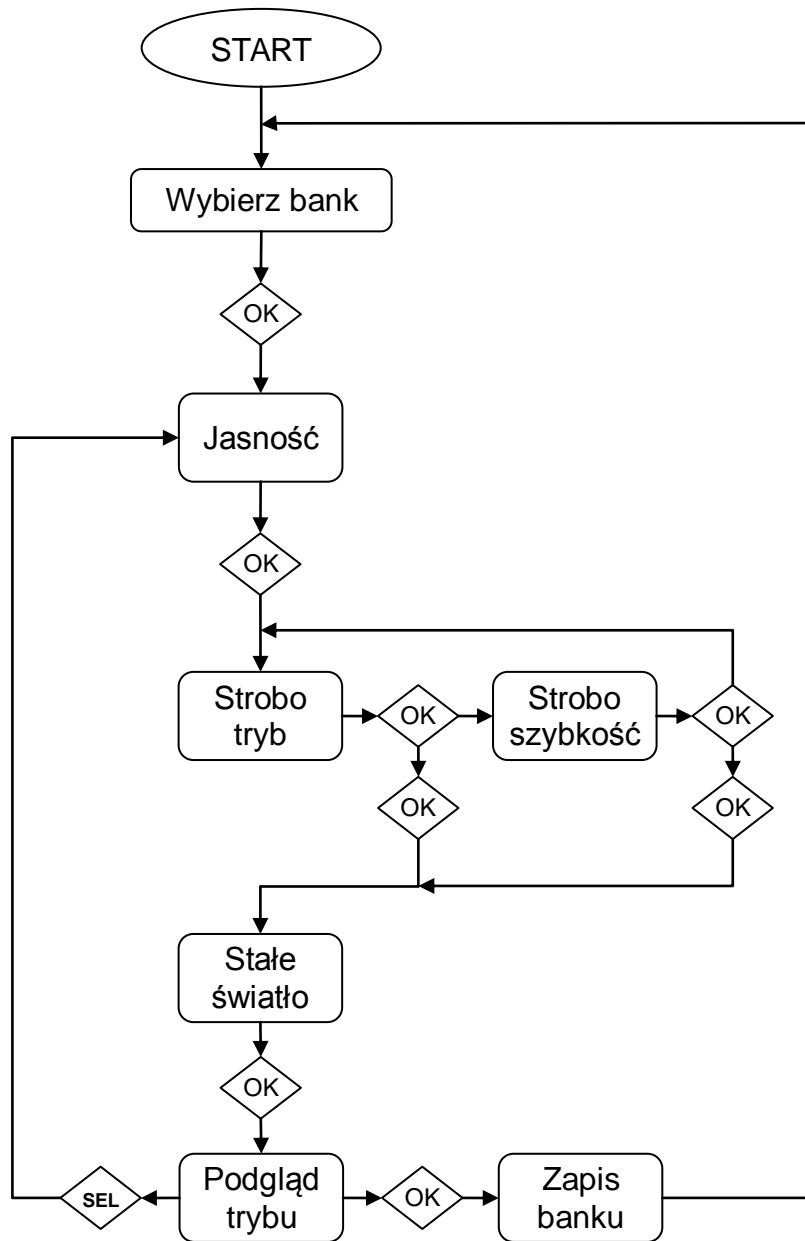 START
Wybierz bank
OK
Jasność
OK
Strobo
tryb
OK
Strobo
szybkość
OK
OK
OK
Stałe
światło
OK
SEL
Podgląd
trybu
OK
Zapis
banku